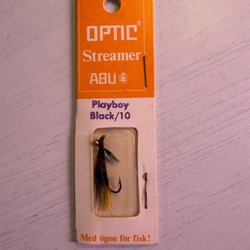 OPTIC
Streamer
ABU
Playboy
Black/10
Med ögon för fisk!